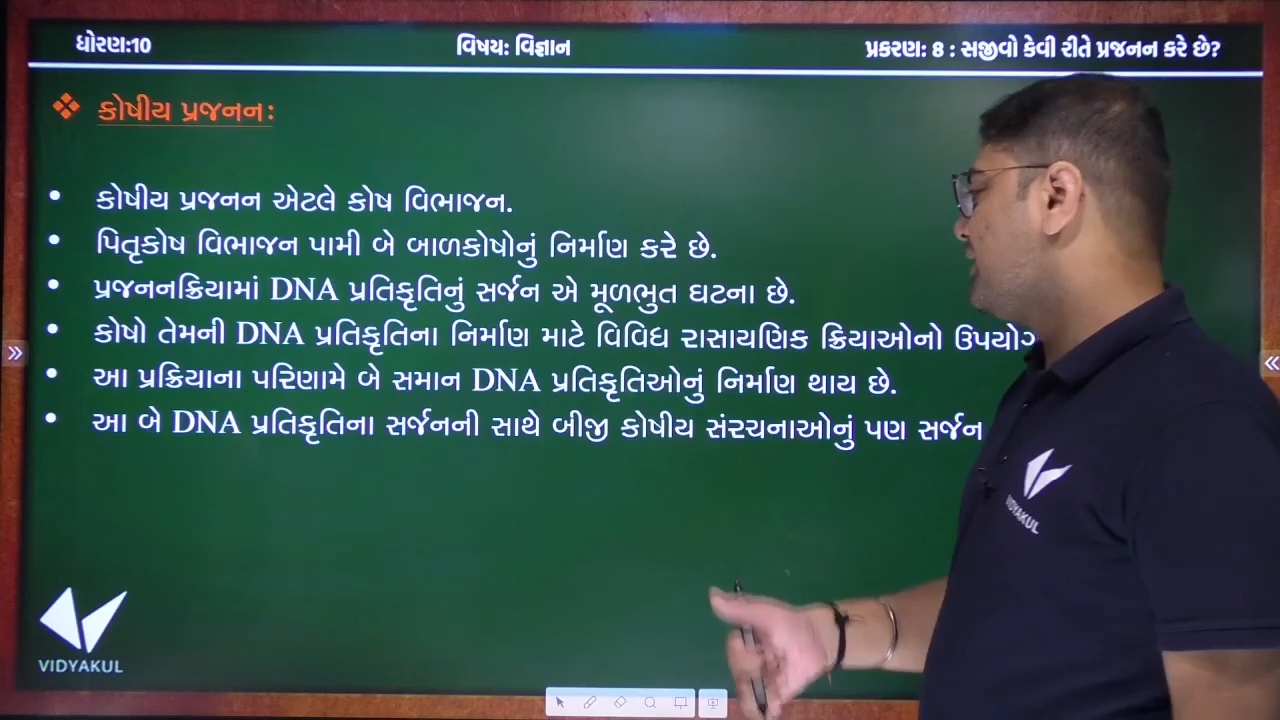 ધોરણ:10
વિષય: વિજ્ઞાન
પ્રકરણ: 8 : સજીવો કેવી રીતે પ્રજનન કરે છે?
કોષીય પ્રજનન:
• કોષીય પ્રજનન એટલે કોષ વિભાજન.
• પિતૃકોષ વિભાજન પામી બે બાળકોષોનું નિર્માણ કરે છે.
• પ્રજનનક્રિયામાં DNA પ્રતિકૃતિનું સર્જન એ મૂળભુત ઘટના છે.
• કોષો તેમની DNA પ્રતિકૃતિના નિર્માણ માટે વિવિધ રાસાયણિક ક્રિયાઓનો
• આ પ્રક્રિયાના પરિણામે બે સમાન DNA પ્રતિકૃતિઓનું નિર્માણ થાય છે.
• આ બે DNA પ્રતિકૃતિના સર્જનની સાથે બીજી કોષીય સંરચનાઓનું પણ સર્જન
VIDYAKUL
VIDYAKUL